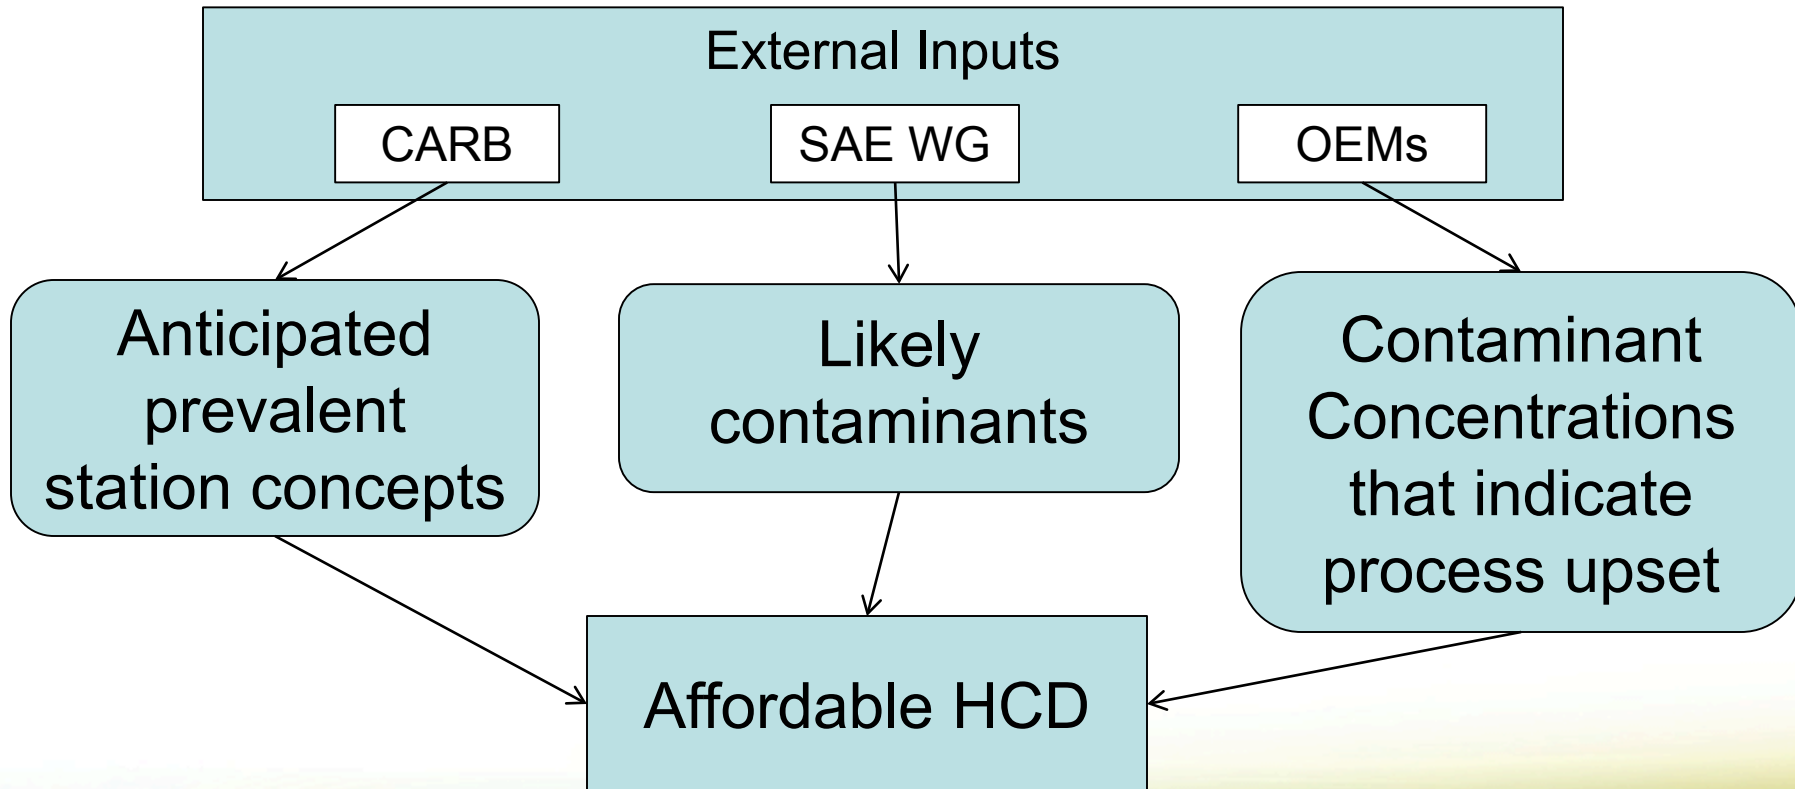 External Inputs
CARB
SAE WG
OEMs
Anticipated
prevalent
station concepts
Likely
contaminants
Contaminant
Concentrations
that indicate
process upset
Affordable HCD